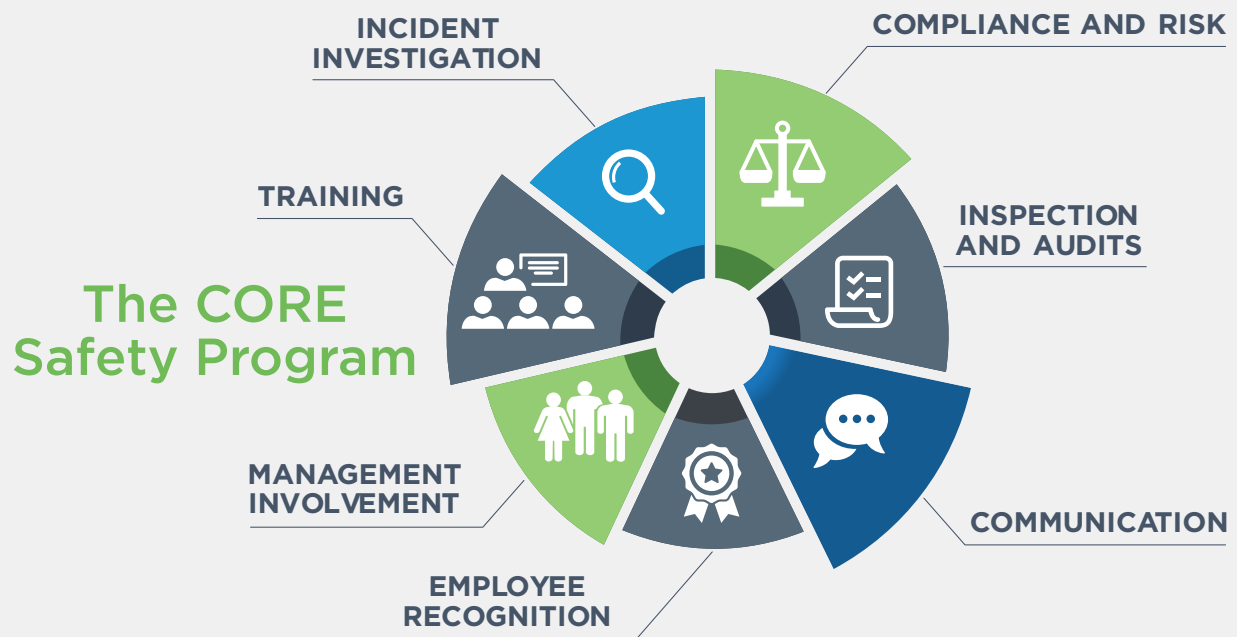 INCIDENT
INVESTIGATION
COMPLIANCE AND RISK
TRAINING
INSPECTION
AND AUDITS
The CORE
Safety Program
MANAGEMENT
INVOLVEMENT
COMMUNICATION
EMPLOYEE
RECOGNITION